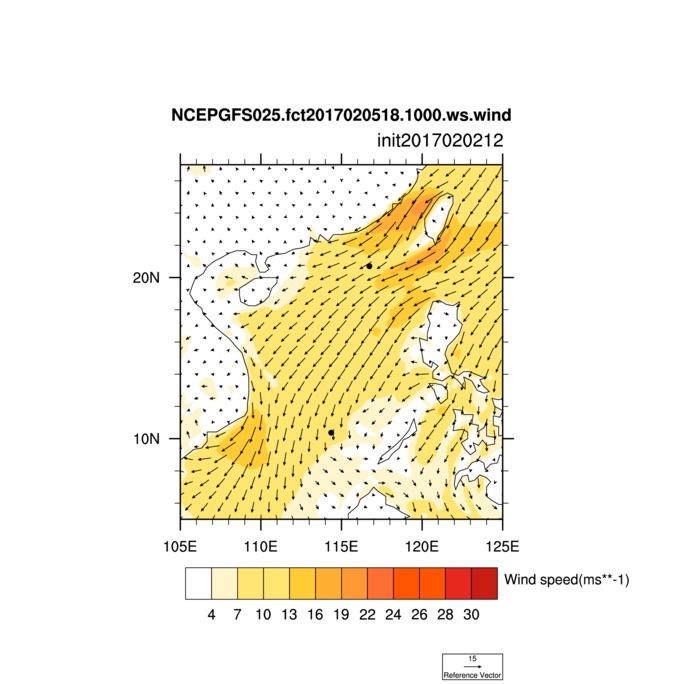 NCEPGFS025.fct2017020518.1000.ws.wind
init2017020212
20N
10N
105E 110E 115E 120E 125E
Wind speed(ms**-1)
4 7 10 13 16 19 22 24 26 28 30
15
Reference Vector